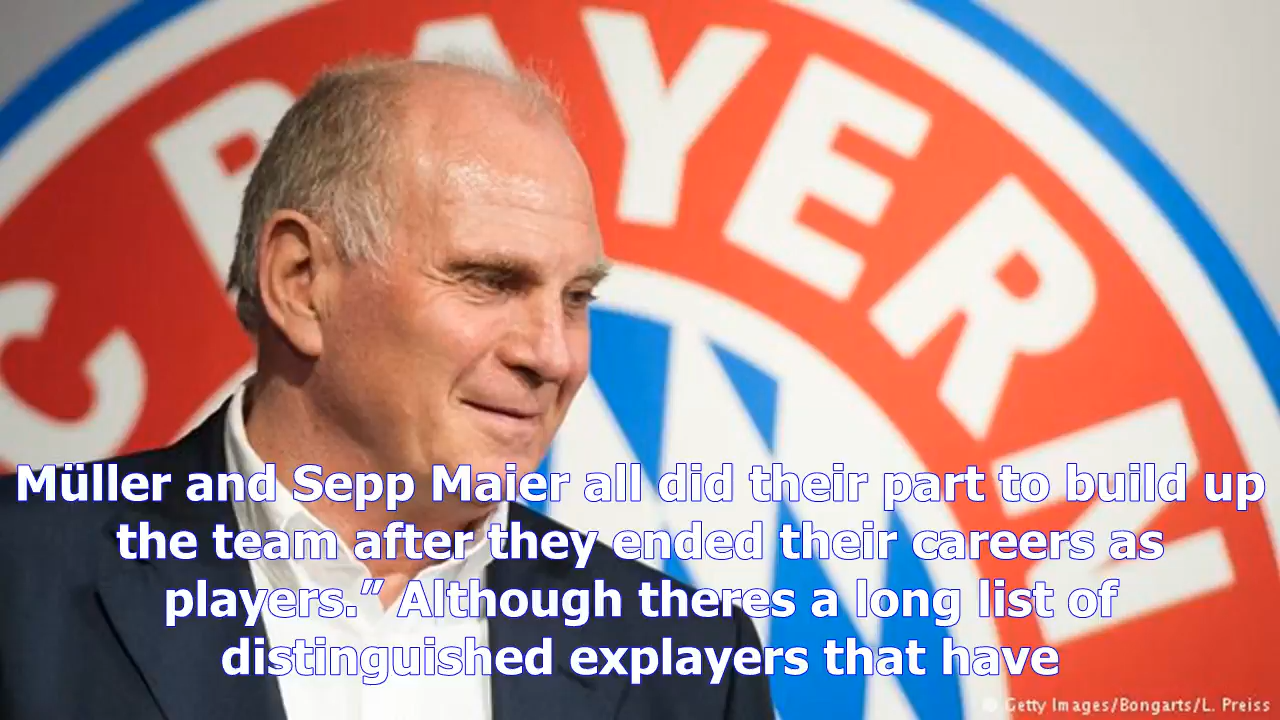 C BAYERN
Müller and Sepp Maier all did their part to build up
the team after they ended their careers as
players.” Although theres a long list of
distinguished explayers that have
Getty Images/Bongarts/L. Preiss